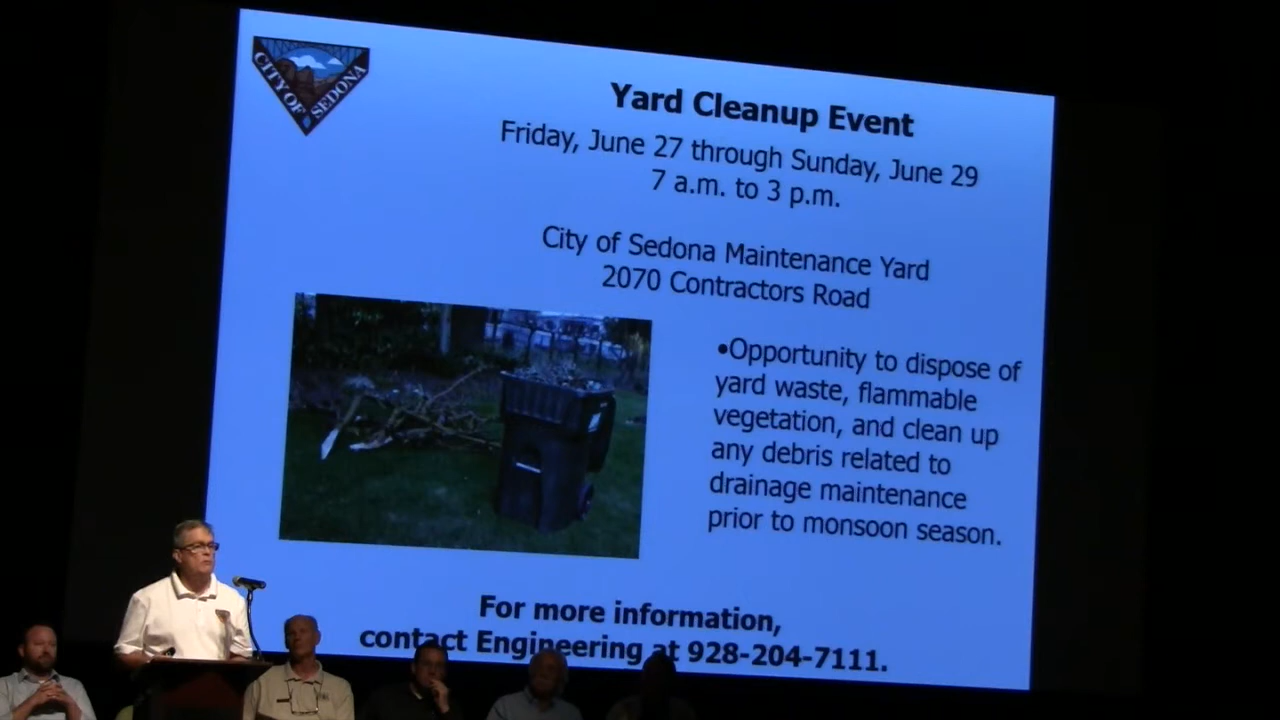 CITY OF SEDONA
Yard Cleanup Event
Friday, June 27 through Sunday, June 29
7 a.m. to 3 p.m.
City of Sedona Maintenance Yard
2070 Contractors Road
•Opportunity to dispose of
yard waste, flammable
vegetation, and clean up
any debris related to
drainage maintenance
prior to monsoon season.
For more information,
contact Engineering at 928-204-7111.